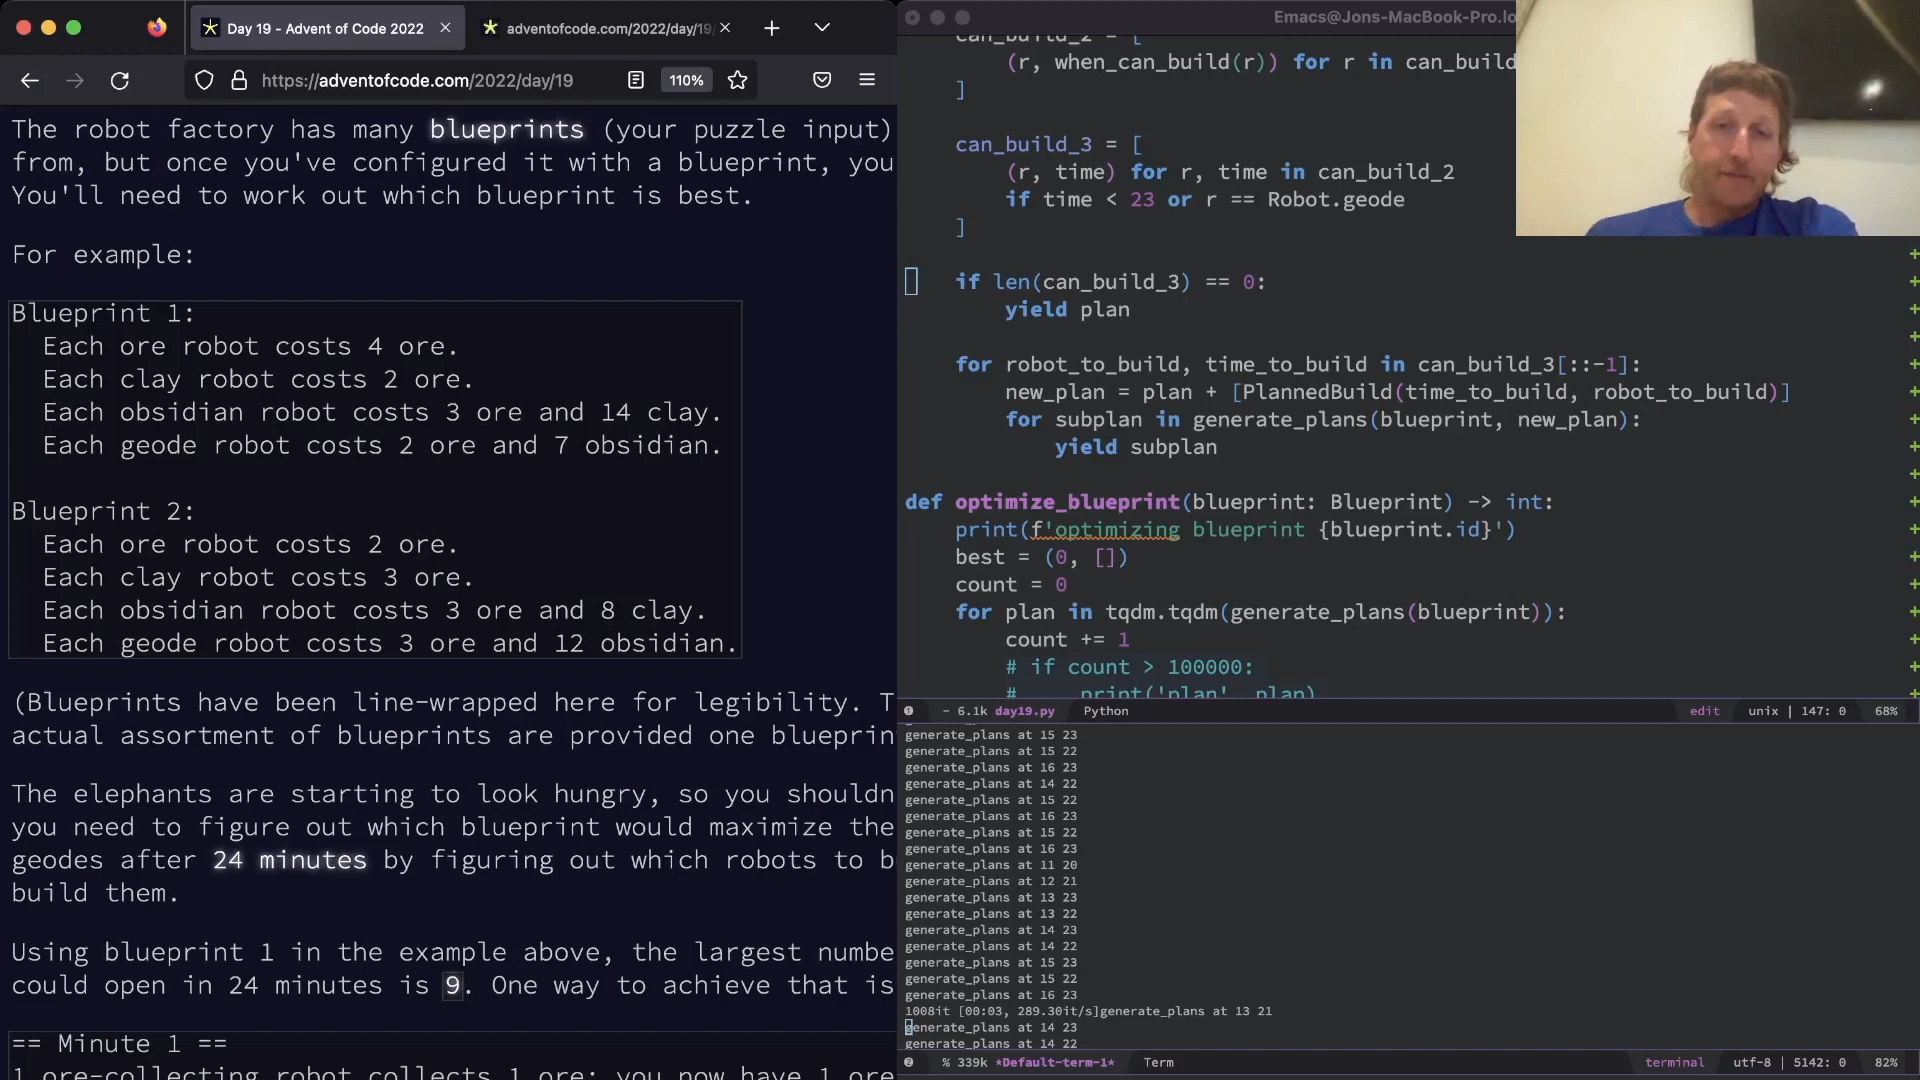 Day 19 - Advent of Code 2022
adventofcode.com/2022/day/19
https://adventofcode.com/2022/day/19
110%
The robot factory has many blueprints (your puzzle input)
from, but once you've configured it with a blueprint, you
You'll need to work out which blueprint is best.
For example:
Blueprint 1:
Each ore robot costs 4 ore.
Each clay robot costs 2 ore.
Each obsidian robot costs 3 ore and 14 clay.
Each geode robot costs 2 ore and 7 obsidian.
Blueprint 2:
Each ore robot costs 2 ore.
Each clay robot costs 3 ore.
Each obsidian robot costs 3 ore and 8 clay.
Each geode robot costs 3 ore and 12 obsidian.
(Blueprints have been line-wrapped here for legibility. T
actual assortment of blueprints are provided one blueprin
The elephants are starting to look hungry, so you shouldn
you need to figure out which blueprint would maximize the
geodes after 24 minutes by figuring out which robots to b
build them.
Using blueprint 1 in the example above, the largest numbe
could open in 24 minutes is 9. One way to achieve that is
== Minute 1 ==
1 ore-collecting robot collects 1 ore; you now have 1 ore
Emacs@Jons-MacBook-Pro.lo
can_build_2 = [
(r, when_can_build(r)) for r in can_build
]
can_build_3 = [
(r, time) for r, time in can_build_2
if time < 23 or r == Robot.geode
]
if len(can_build_3) == 0:
yield plan
for robot_to_build, time_to_build in can_build_3[::-1]:
new_plan = plan + [PlannedBuild(time_to_build, robot_to_build)]
for subplan in generate_plans(blueprint, new_plan):
yield subplan
def optimize_blueprint(blueprint: Blueprint) -> int:
print(f'optimizing blueprint {blueprint.id}')
best = (0, [])
count = 0
for plan in tqdm.tqdm(generate_plans(blueprint)):
count += 1
# if count > 100000:
#     print('plan', plan)
- 6.1k day19.py Python edit unix | 147: 0 68%
generate_plans at 15 23
generate_plans at 15 22
generate_plans at 16 23
generate_plans at 14 22
generate_plans at 15 22
generate_plans at 16 23
generate_plans at 15 22
generate_plans at 16 23
generate_plans at 11 20
generate_plans at 12 21
generate_plans at 13 23
generate_plans at 13 22
generate_plans at 14 23
generate_plans at 14 22
generate_plans at 15 23
generate_plans at 15 22
generate_plans at 16 23
1008it [00:03, 289.30it/s]generate_plans at 13 21
generate_plans at 14 23
generate_plans at 14 22
% 339k *Default-term-1* Term terminal utf-8 | 5142: 0 82%